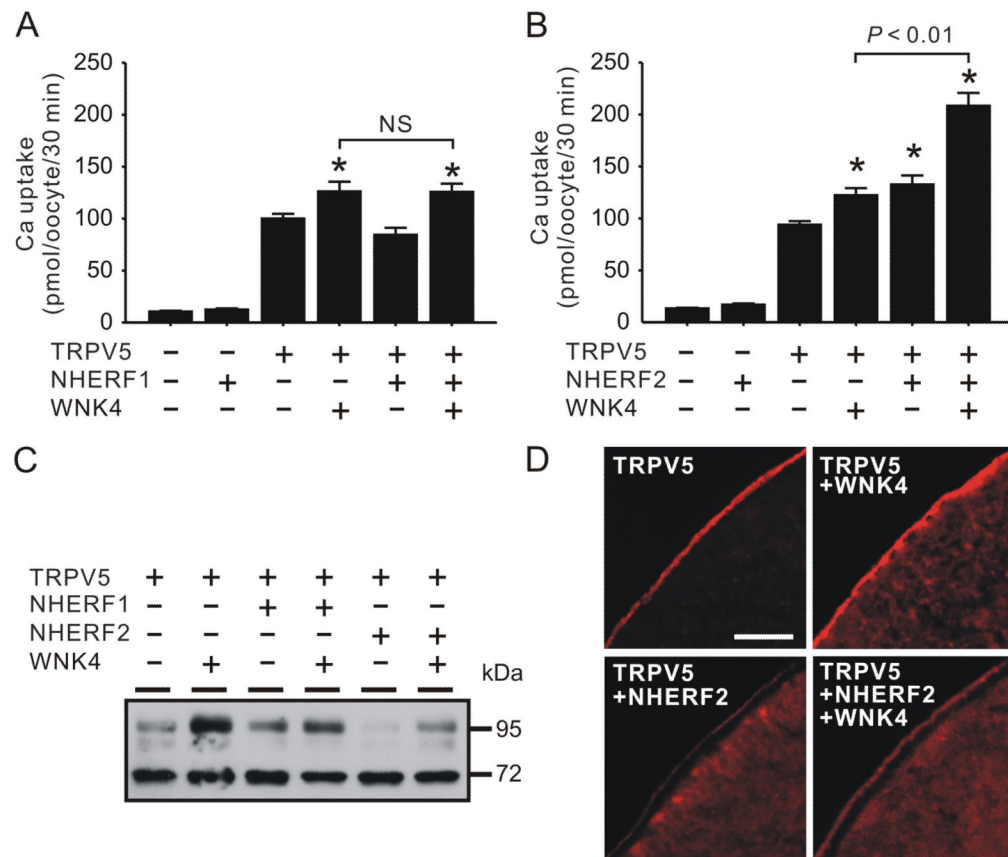 A
Ca uptake
(pmol/oocyte/30 min)
250
200
150
100
50
0
NS
*
*
TRPV5 − − + + + +
NHERF1 − + − − + +
WNK4 − − − + − +
B
P < 0.01
Ca uptake
(pmol/oocyte/30 min)
250
200
150
100
50
0
*
*
*
TRPV5 − − + + + +
NHERF2 − + − − + +
WNK4 − − − + − +
C
TRPV5 + + + + + +
NHERF1 − − + + − −
NHERF2 − − − − + +
WNK4 − + − + − +
kDa
95
72
D
TRPV5
TRPV5
+WNK4
TRPV5
+NHERF2
TRPV5
+NHERF2
+WNK4